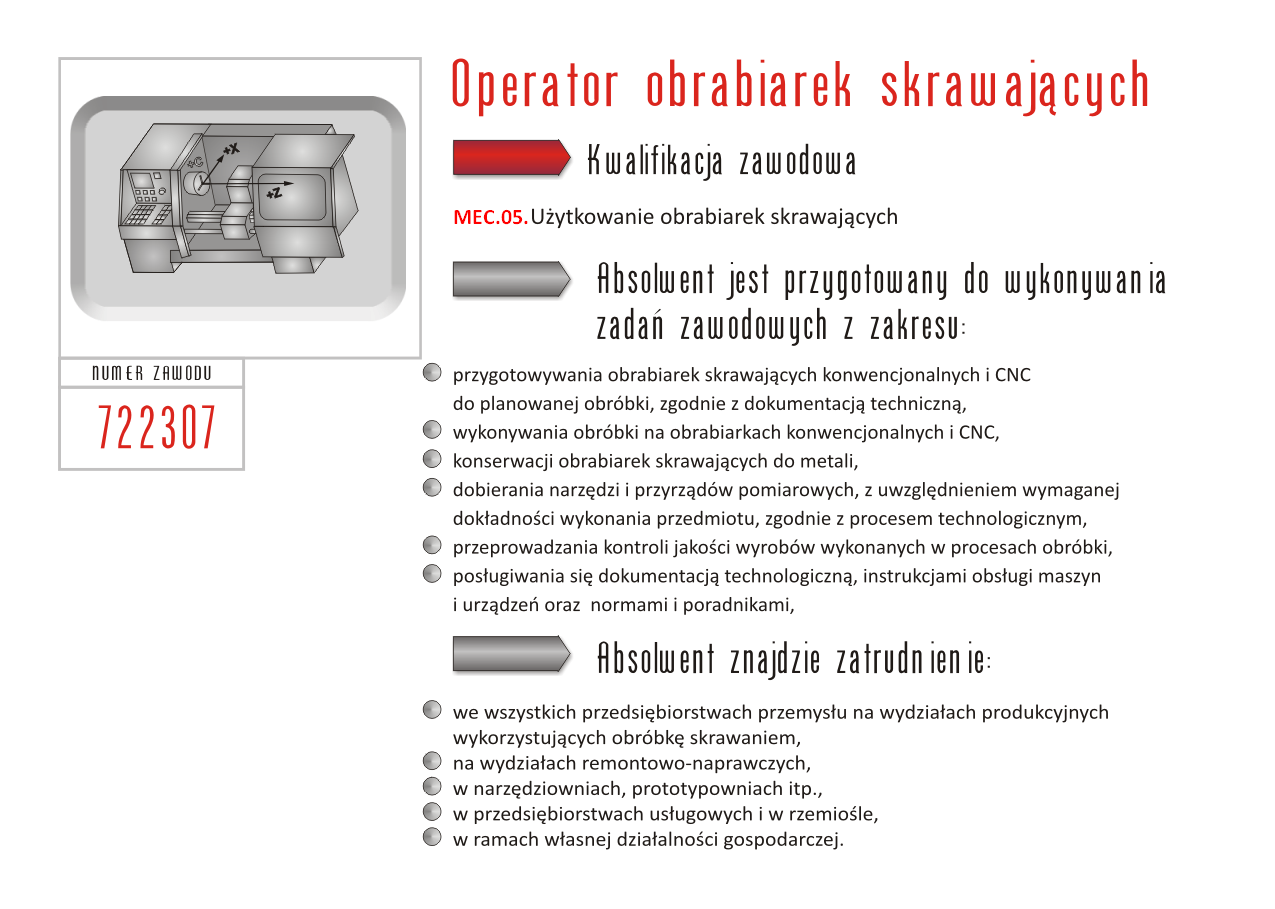 Operator obrabiarek skrawających
Kwalifikacja zawodowa
MEC.05. Użytkowanie obrabiarek skrawających
+C
+X
+Z
NUMER ZAWODU
722307
Absolwent jest przygotowany do wykonywania
zadań zawodowych z zakresu:
przygotowywania obrabiarek skrawających konwencjonalnych i CNC
do planowanej obróbki, zgodnie z dokumentacją techniczną,
wykonywania obróbki na obrabiarkach konwencjonalnych i CNC,
konserwacji obrabiarek skrawających do metali,
dobierania narzędzi i przyrządów pomiarowych, z uwzględnieniem wymaganej
dokładności wykonania przedmiotu, zgodnie z procesem technologicznym,
przeprowadzania kontroli jakości wyrobów wykonanych w procesach obróbki,
posługiwania się dokumentacją technologiczną, instrukcjami obsługi maszyn
i urządzeń oraz normami i poradnikami,
Absolwent znajdzie zatrudnienie:
we wszystkich przedsiębiorstwach przemysłu na wydziałach produkcyjnych
wykorzystujących obróbkę skrawaniem,
na wydziałach remontowo-naprawczych,
w narzędziowniach, prototypowniach itp.,
w przedsiębiorstwach usługowych i w rzemiośle,
w ramach własnej działalności gospodarczej.